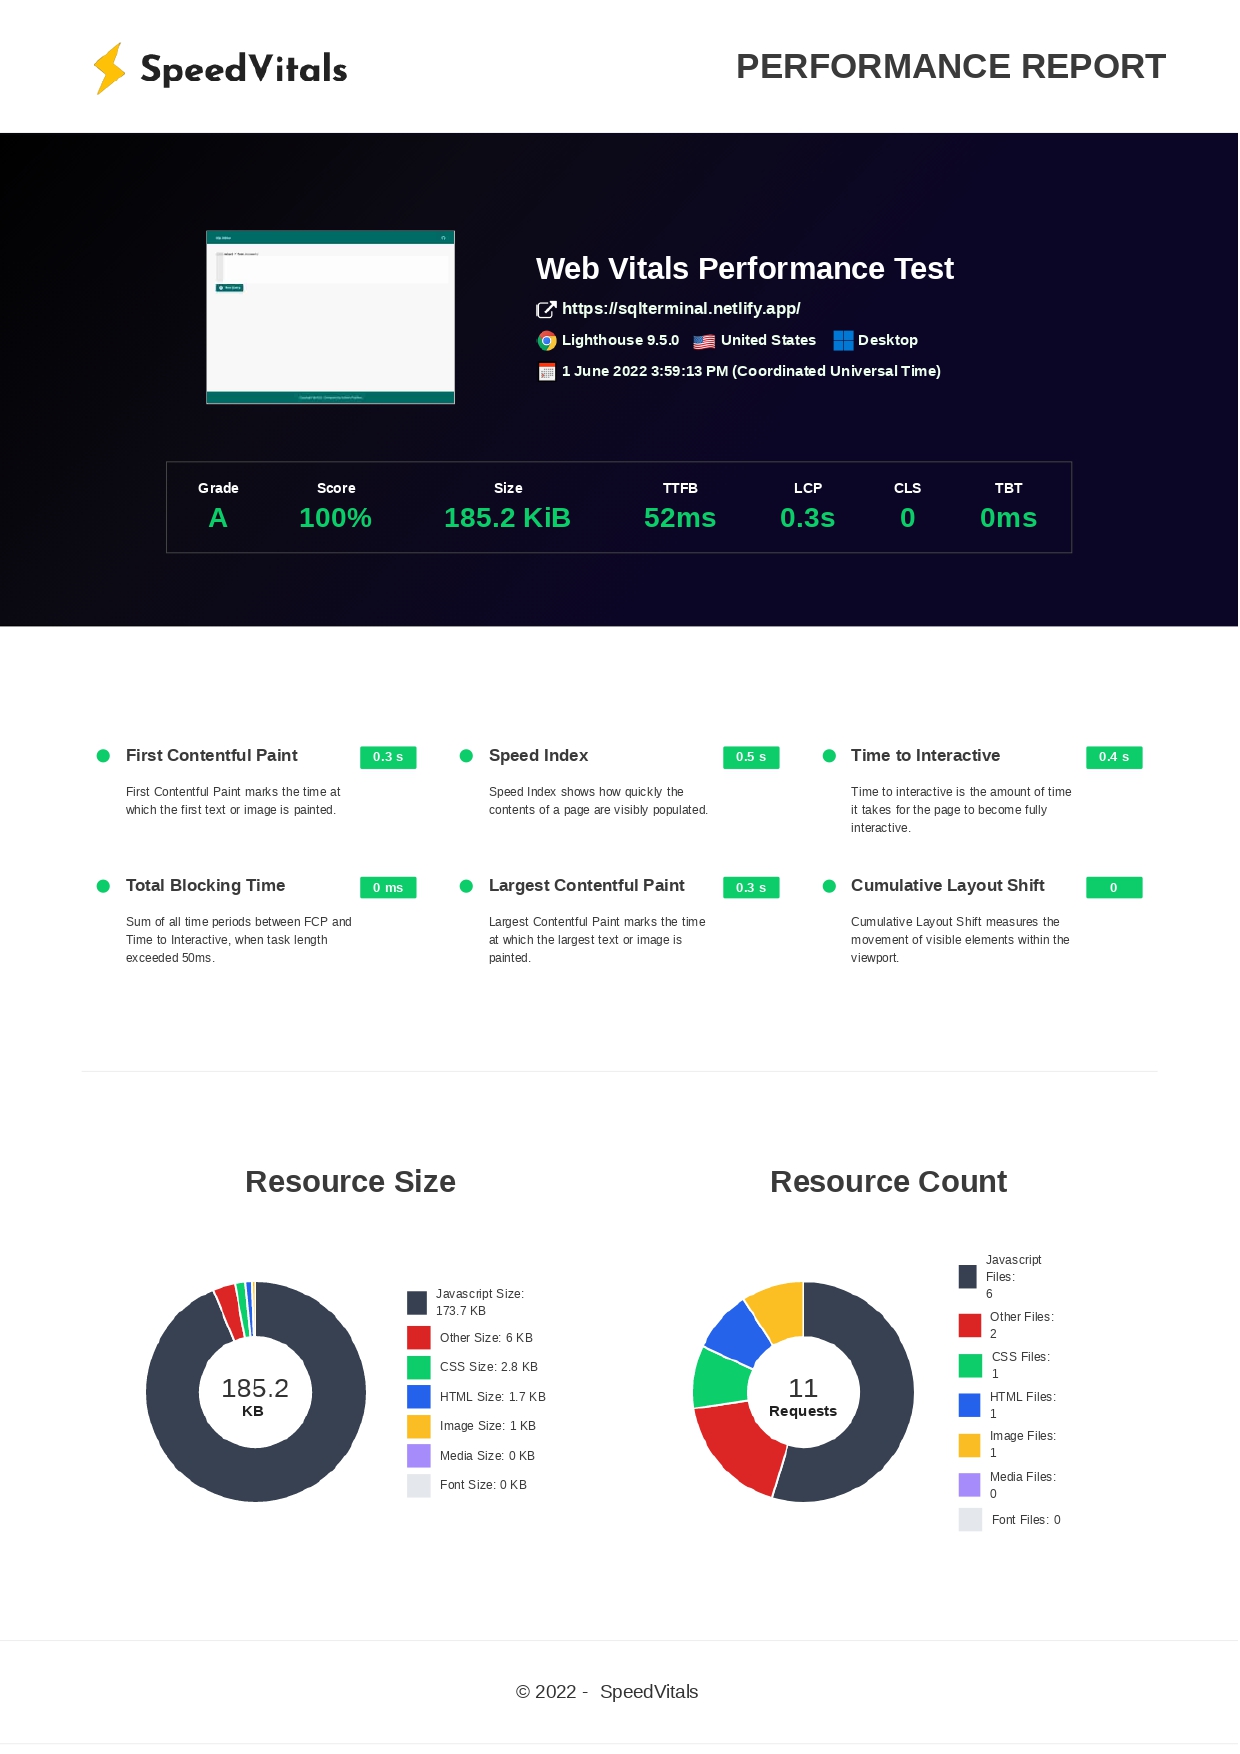 SpeedVitals
PERFORMANCE REPORT
Web Vitals Performance Test
https://sqlterminal.netlify.app/
Lighthouse 9.5.0 United States Desktop
1 June 2022 3:59:13 PM (Coordinated Universal Time)
Grade Score Size TTFB LCP CLS TBT
A 100% 185.2 KiB 52ms 0.3s 0 0ms
First Contentful Paint 0.3 s
First Contentful Paint marks the time at
which the first text or image is painted.
Speed Index 0.5 s
Speed Index shows how quickly the
contents of a page are visibly populated.
Time to Interactive 0.4 s
Time to interactive is the amount of time
it takes for the page to become fully
interactive.
Total Blocking Time 0 ms
Sum of all time periods between FCP and
Time to Interactive, when task length
exceeded 50ms.
Largest Contentful Paint 0.3 s
Largest Contentful Paint marks the time
at which the largest text or image is
painted.
Cumulative Layout Shift 0
Cumulative Layout Shift measures the
movement of visible elements within the
viewport.
Resource Size
185.2
KB
Javascript Size:
173.7 KB
Other Size: 6 KB
CSS Size: 2.8 KB
HTML Size: 1.7 KB
Image Size: 1 KB
Media Size: 0 KB
Font Size: 0 KB
Resource Count
11
Requests
Javascript
Files:
6
Other Files:
2
CSS Files:
1
HTML Files:
1
Image Files:
1
Media Files:
0
Font Files: 0
© 2022 - SpeedVitals